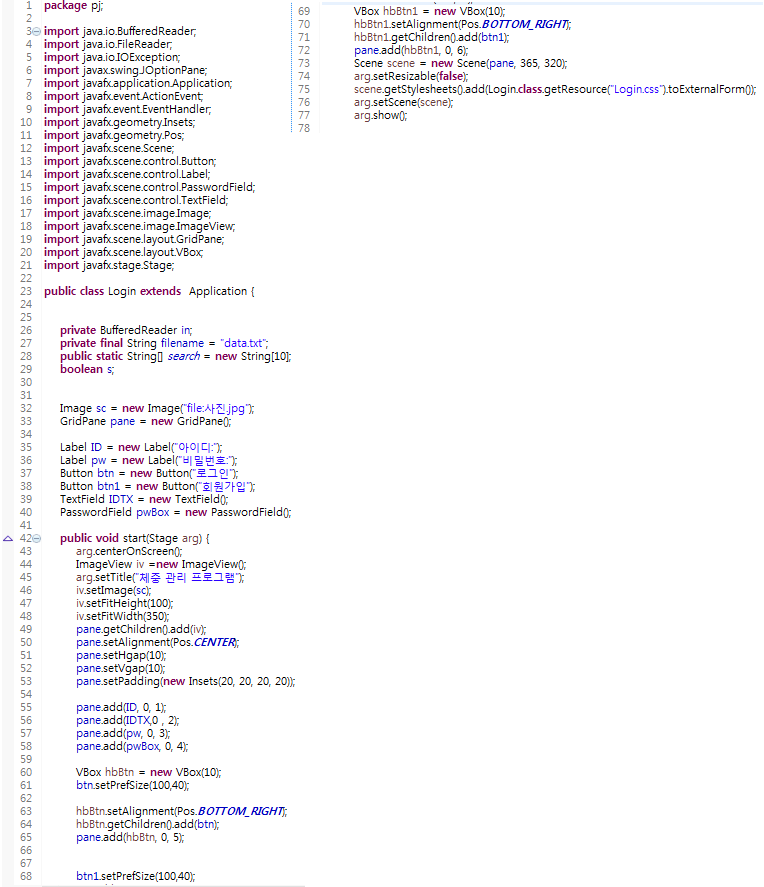 1 package pj;
2
3 import java.io.BufferedReader;
4 import java.io.FileReader;
5 import java.io.IOException;
6 import javax.swing.JOptionPane;
7 import javafx.application.Application;
8 import javafx.event.ActionEvent;
9 import javafx.event.EventHandler;
10 import javafx.geometry.Insets;
11 import javafx.geometry.Pos;
12 import javafx.scene.Scene;
13 import javafx.scene.control.Button;
14 import javafx.scene.control.Label;
15 import javafx.scene.control.PasswordField;
16 import javafx.scene.control.TextField;
17 import javafx.scene.image.Image;
18 import javafx.scene.image.ImageView;
19 import javafx.scene.layout.GridPane;
20 import javafx.scene.layout.VBox;
21 import javafx.stage.Stage;
22
23 public class Login extends Application {
24
25
26 private BufferedReader in;
27 private final String filename = "data.txt";
28 public static String[] search = new String[10];
29 boolean s;
30
31
32 Image sc = new Image("file:사진.jpg");
33 GridPane pane = new GridPane();
34
35 Label ID = new Label("아이디:");
36 Label pw = new Label("비밀번호:");
37 Button btn = new Button("로그인");
38 Button btn1 = new Button("회원가입");
39 TextField IDTX = new TextField();
40 PasswordField pwBox = new PasswordField();
41
42 public void start(Stage arg) {
43 arg.centerOnScreen();
44 ImageView iv =new ImageView();
45 arg.setTitle("체중 관리 프로그램");
46 iv.setImage(sc);
47 iv.setFitHeight(100);
48 iv.setFitWidth(350);
49 pane.getChildren().add(iv);
50 pane.setAlignment(Pos.CENTER);
51 pane.setHgap(10);
52 pane.setVgap(10);
53 pane.setPadding(new Insets(20, 20, 20, 20));
54
55 pane.add(ID, 0, 1);
56 pane.add(IDTX,0 , 2);
57 pane.add(pw, 0, 3);
58 pane.add(pwBox, 0, 4);
59
60 VBox hbBtn = new VBox(10);
61 btn.setPrefSize(100,40);
62
63 hbBtn.setAlignment(Pos.BOTTOM_RIGHT);
64 hbBtn.getChildren().add(btn);
65 pane.add(hbBtn, 0, 5);
66
67
68 btn1.setPrefSize(100,40);
69 VBox hbBtn1 = new VBox(10);
70 hbBtn1.setAlignment(Pos.BOTTOM_RIGHT);
71 hbBtn1.getChildren().add(btn1);
72 pane.add(hbBtn1, 0, 6);
73 Scene scene = new Scene(pane, 365, 320);
74 arg.setResizable(false);
75 scene.getStylesheets().add(Login.class.getResource("Login.css").toExternalForm());
76 arg.setScene(scene);
77 arg.show();
78